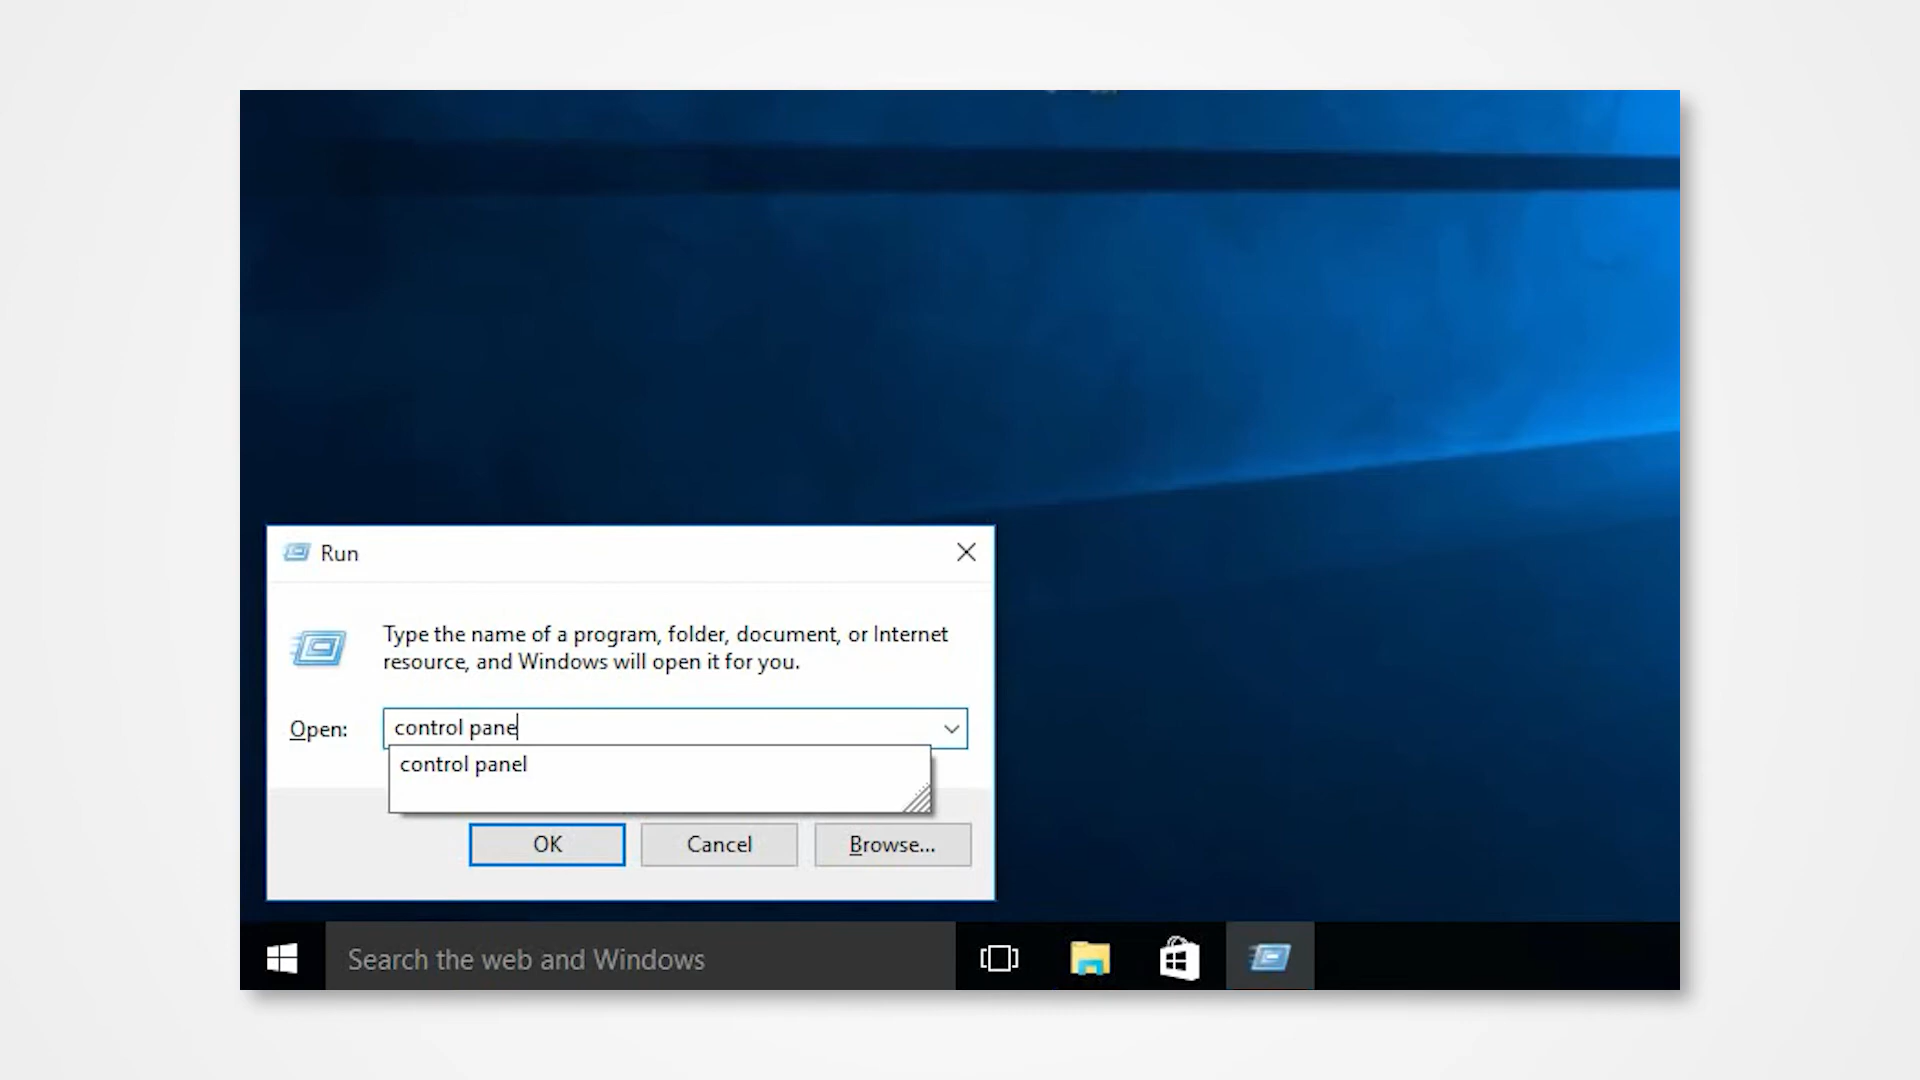 Run
Type the name of a program, folder, document, or Internet
resource, and Windows will open it for you.
Open:
control pane
control panel
OK
Cancel
Browse...
Search the web and Windows